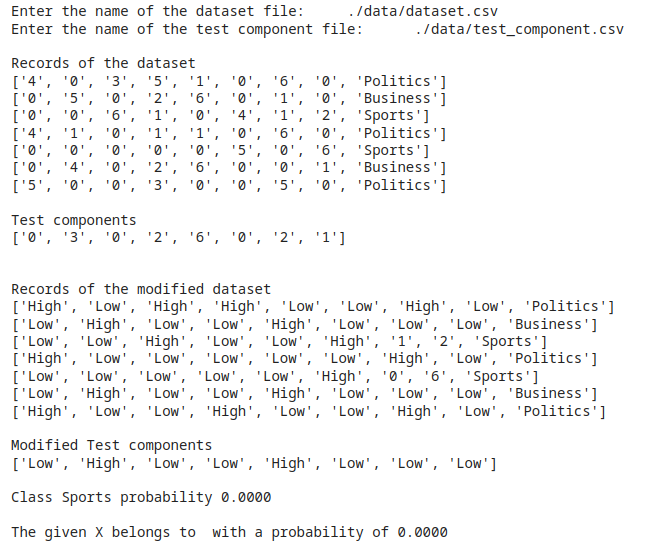 Enter the name of the dataset file:     ./data/dataset.csv
Enter the name of the test component file:      ./data/test_component.csv
Records of the dataset
['4', '0', '3', '5', '1', '0', '6', '0', 'Politics']
['0', '5', '0', '2', '6', '0', '1', '0', 'Business']
['0', '0', '6', '1', '0', '4', '1', '2', 'Sports']
['4', '1', '0', '1', '1', '0', '6', '0', 'Politics']
['0', '0', '0', '0', '0', '5', '0', '6', 'Sports']
['0', '4', '0', '2', '6', '0', '0', '1', 'Business']
['5', '0', '0', '3', '0', '0', '5', '0', 'Politics']
Test components
['0', '3', '0', '2', '6', '0', '2', '1']
Records of the modified dataset
['High', 'Low', 'High', 'High', 'Low', 'Low', 'High', 'Low', 'Politics']
['Low', 'High', 'Low', 'Low', 'High', 'Low', 'Low', 'Low', 'Business']
['Low', 'Low', 'High', 'Low', 'Low', 'High', '1', '2', 'Sports']
['High', 'Low', 'Low', 'Low', 'Low', 'Low', 'High', 'Low', 'Politics']
['Low', 'Low', 'Low', 'Low', 'Low', 'High', '0', '6', 'Sports']
['Low', 'High', 'Low', 'Low', 'High', 'Low', 'Low', 'Low', 'Business']
['High', 'Low', 'Low', 'High', 'Low', 'Low', 'High', 'Low', 'Politics']
Modified Test components
['Low', 'High', 'Low', 'Low', 'High', 'Low', 'Low', 'Low']
Class Sports probability 0.0000
The given X belongs to  with a probability of 0.0000